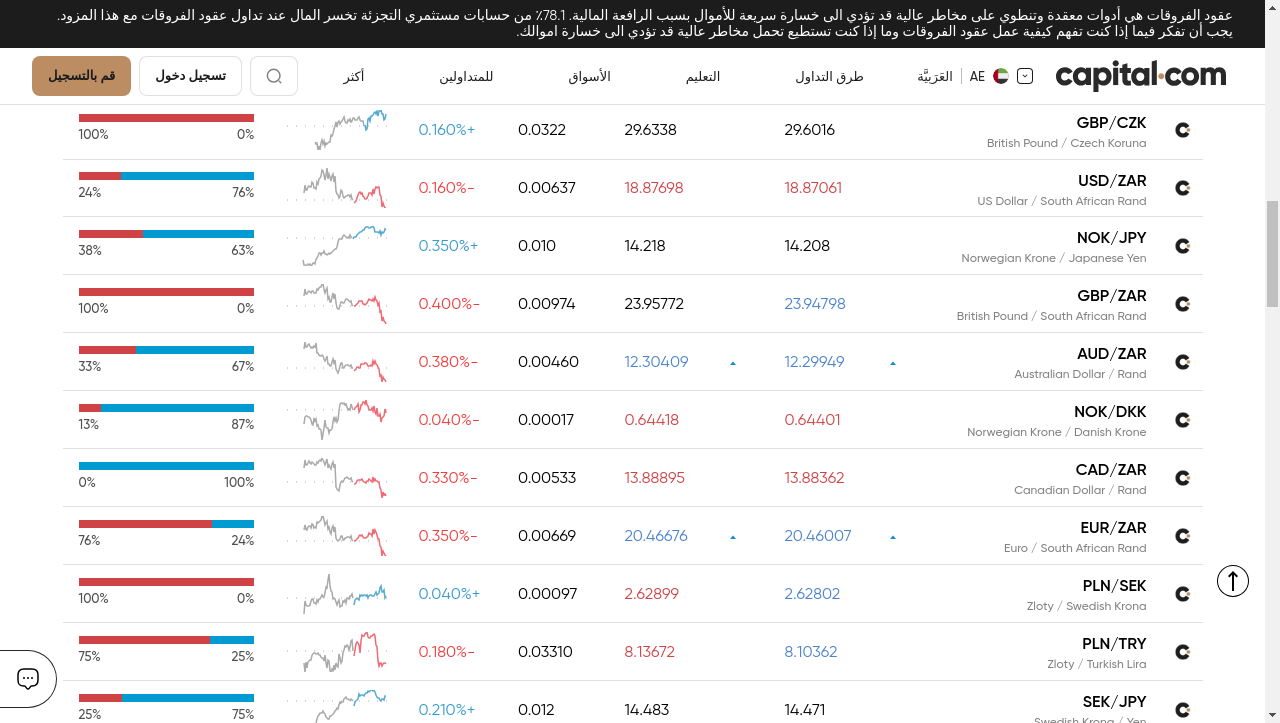 عقود الفروقات هي أدوات معقدة وتنطوي على مخاطر عالية قد تؤدي الى خسارة سريعة للأموال بسبب الرافعة المالية. 78.1٪ من حسابات مستثمري التجزئة تخسر المال عند تداول عقود الفروقات مع هذا المزود.
يجب أن تفكر فيما إذا كنت تفهم كيفية عمل عقود الفروقات وما إذا كنت تستطيع تحمل مخاطر عالية قد تؤدي الى خسارة اموالك.
capital.com AE العَرَبِيَّة طرق التداول التعليم الأسواق للمتداولين أكثر تسجيل دخول قم بالتسجيل
GBP/CZK 29.6016 29.6338 0.0322 0.160%+
British Pound / Czech Koruna 0% 100%
USD/ZAR 18.87061 18.87698 0.00637 0.160%-
US Dollar / South African Rand 76% 24%
NOK/JPY 14.208 14.218 0.010 0.350%+
Norwegian Krone / Japanese Yen 63% 38%
GBP/ZAR 23.94798 23.95772 0.00974 0.400%-
British Pound / South African Rand 0% 100%
AUD/ZAR 12.29949 12.30409 0.00460 0.380%-
Australian Dollar / Rand 67% 33%
NOK/DKK 0.64401 0.64418 0.00017 0.040%-
Norwegian Krone / Danish Krone 87% 13%
CAD/ZAR 13.88362 13.88895 0.00533 0.330%-
Canadian Dollar / Rand 100% 0%
EUR/ZAR 20.46007 20.46676 0.00669 0.350%-
Euro / South African Rand 24% 76%
PLN/SEK 2.62802 2.62899 0.00097 0.040%+
Zloty / Swedish Krona 0% 100%
PLN/TRY 8.10362 8.13672 0.03310 0.180%-
Zloty / Turkish Lira 25% 75%
SEK/JPY 14.471 14.483 0.012 0.210%+
Swedish Krona / Yen 75% 25%